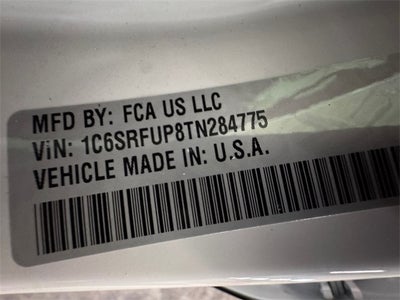 MFD BY: FCA US LLC
ViN: 1C6SRFUP8TN284775
VEHICLE MADE IN: U.S.A.